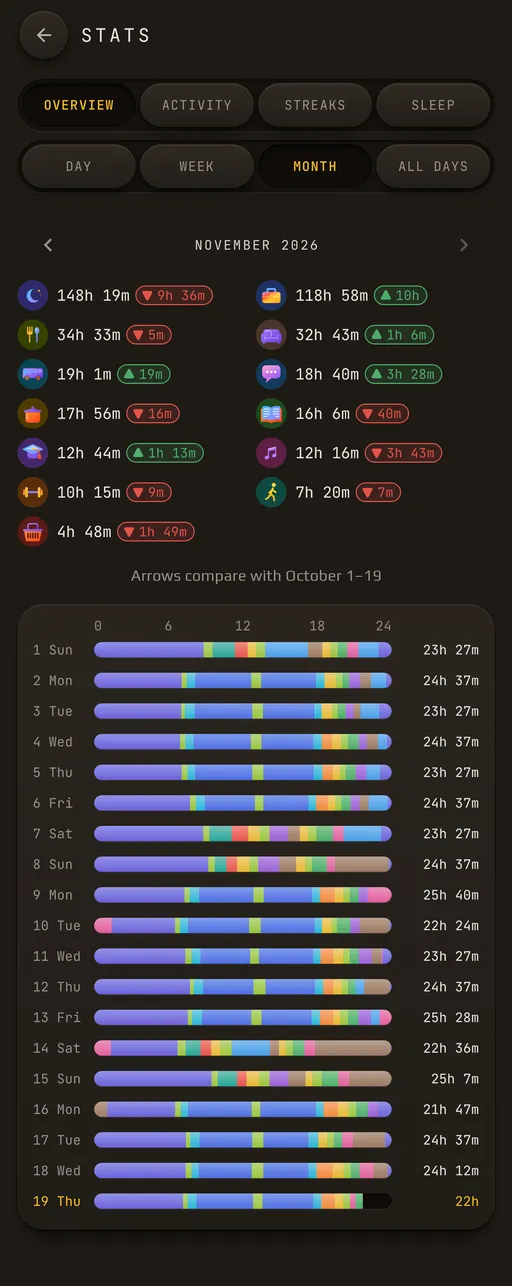 STATS
OVERVIEW ACTIVITY STREAKS SLEEP
DAY WEEK MONTH ALL DAYS
NOVEMBER 2026
148h 19m 9h 36m 118h 58m 10h
34h 33m 5m 32h 43m 1h 6m
19h 1m 19m 18h 40m 3h 28m
17h 56m 16m 16h 6m 40m
12h 44m 1h 13m 12h 16m 3h 43m
10h 15m 9m 7h 20m 7m
4h 48m 1h 49m
Arrows compare with October 1–19
0 6 12 18 24
1 Sun 23h 27m
2 Mon 24h 37m
3 Tue 23h 27m
4 Wed 24h 37m
5 Thu 23h 27m
6 Fri 24h 37m
7 Sat 23h 27m
8 Sun 24h 37m
9 Mon 25h 40m
10 Tue 22h 24m
11 Wed 23h 27m
12 Thu 24h 37m
13 Fri 25h 28m
14 Sat 22h 36m
15 Sun 25h 7m
16 Mon 21h 47m
17 Tue 24h 37m
18 Wed 24h 12m
19 Thu 22h